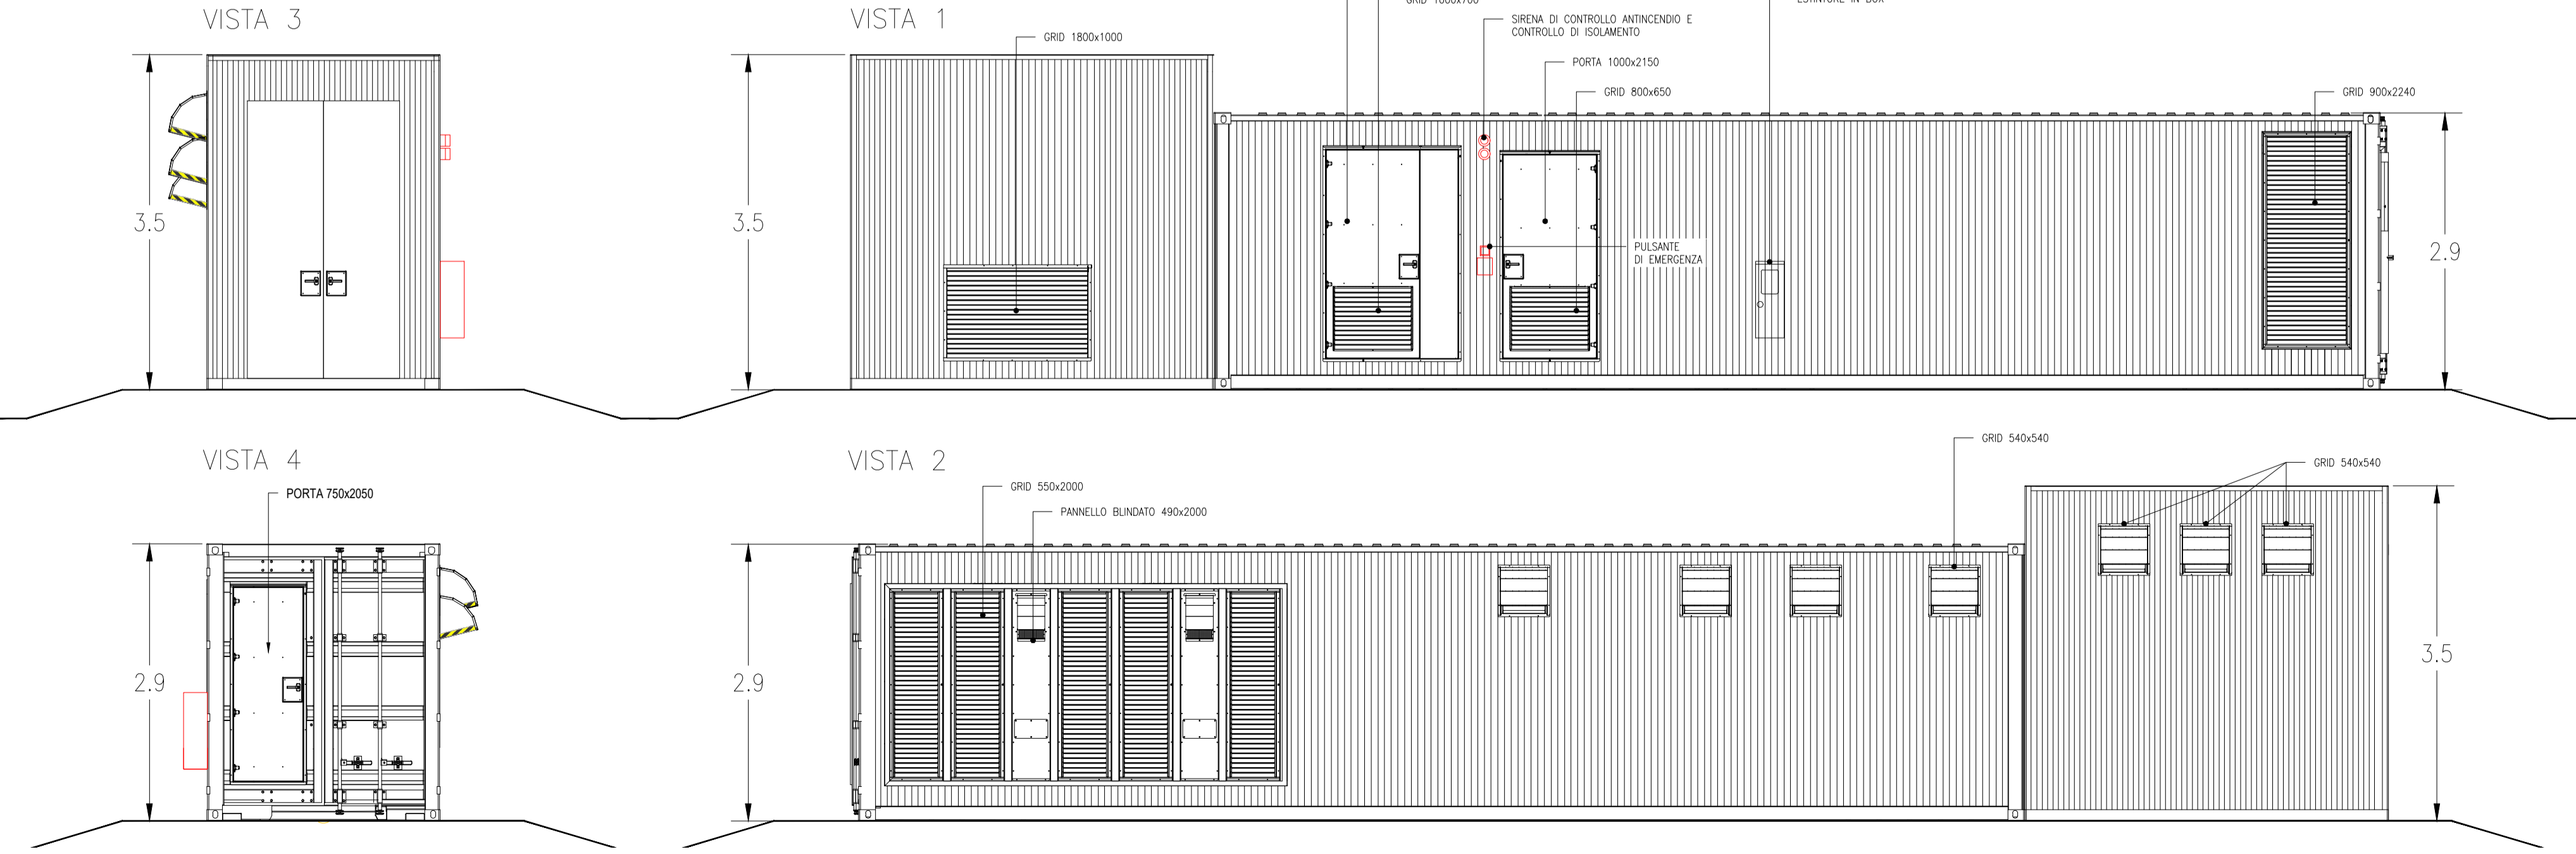 VISTA 3
3.5
VISTA 1
GRID 1800x1000
SIRENA DI CONTROLLO ANTINCENDIO E
CONTROLLO DI ISOLAMENTO
PORTA 1000x2150
GRID 800x650
GRID 900x2240
3.5
PULSANTE
DI EMERGENZA
2.9
VISTA 4
PORTA 750x2050
2.9
VISTA 2
GRID 550x2000
PANNELLO BLINDATO 490x2000
GRID 540x540
GRID 540x540
2.9
3.5